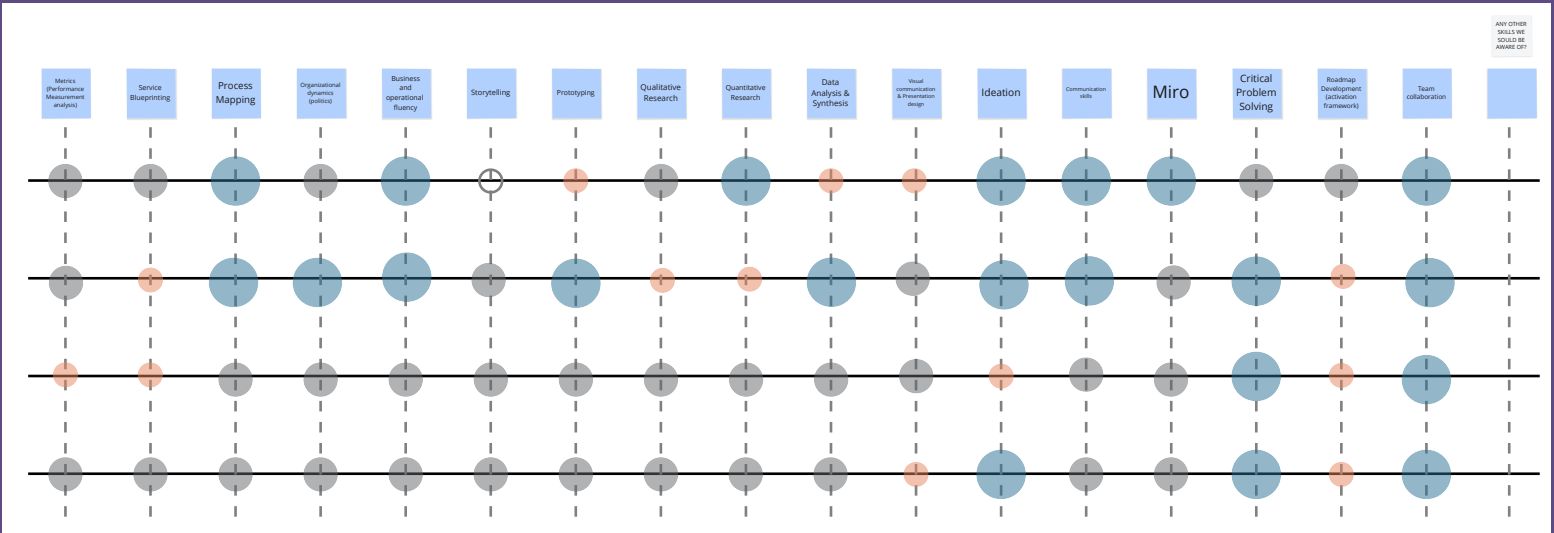 ANY OTHER
SKILLS WE
SOULD BE
AWARE OF?
Metrics
(Performance
Measurement
analysis)
Service
Blueprinting
Process
Mapping
Organizational
dynamics
(politics)
Business
and
operational
fluency
Storytelling
Prototyping
Qualitative
Research
Quantitative
Research
Data
Analysis &
Synthesis
Visual
communication
& Presentation
design
Ideation
Communication
skills
Miro
Critical
Problem
Solving
Roadmap
Development
(activation
framework)
Team
collaboration